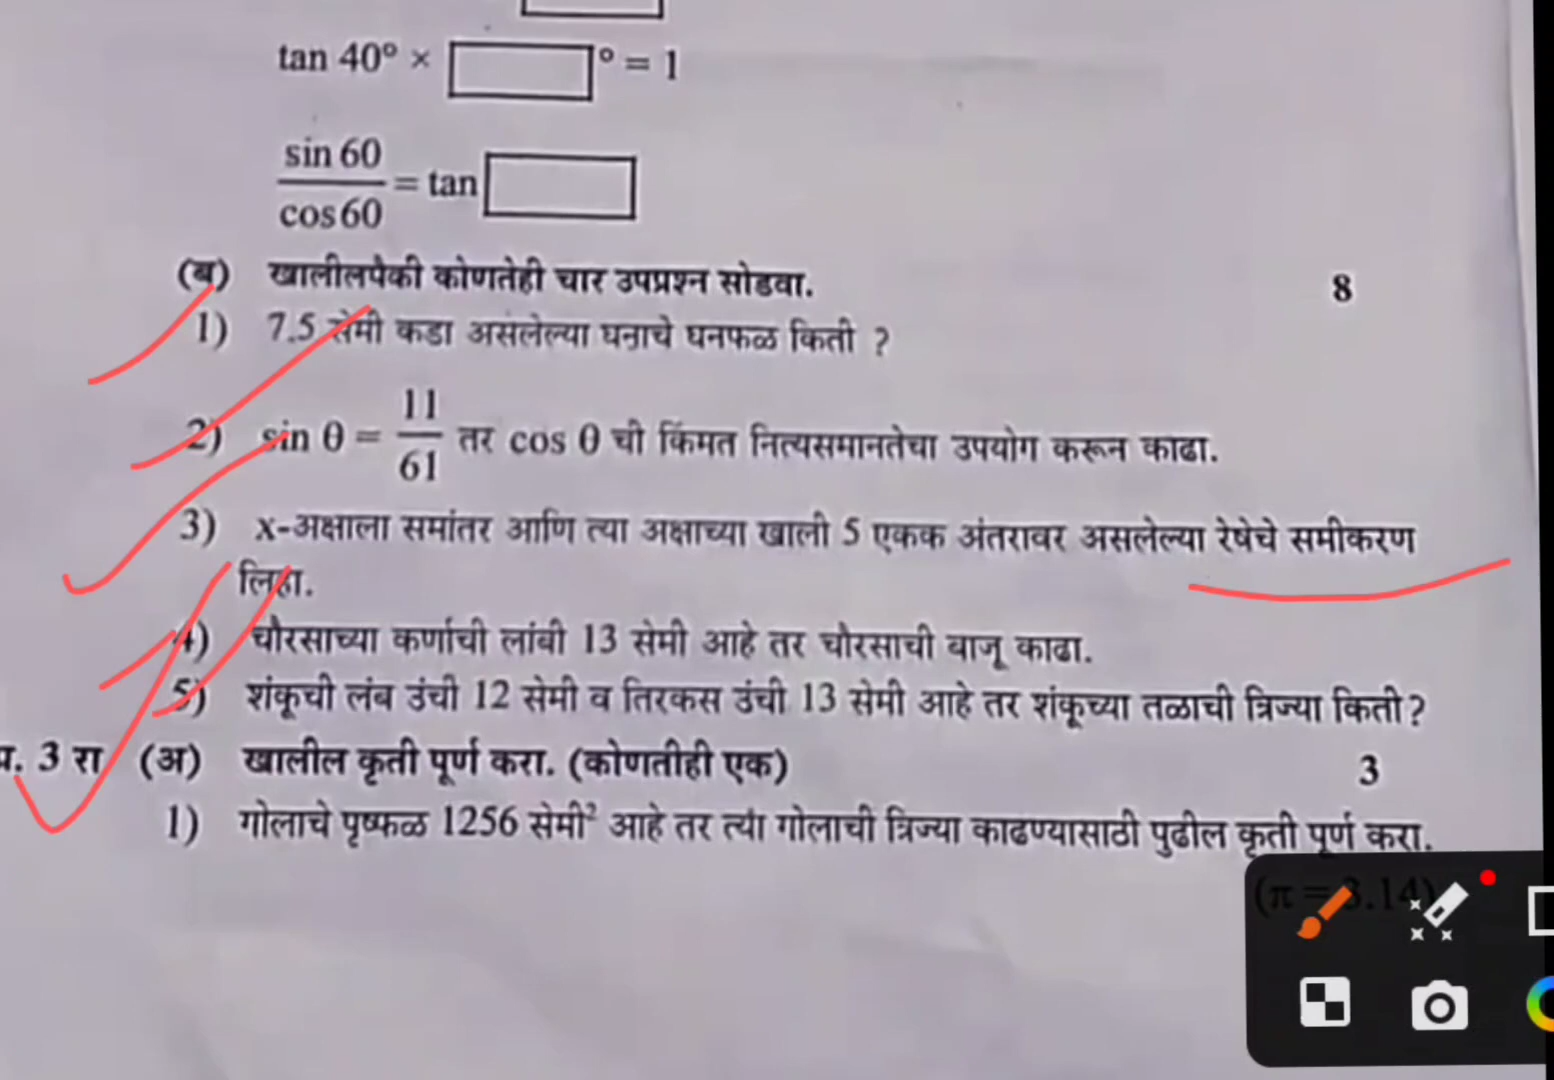 tan 40° × ° = 1
sin 60
= tan
cos 60
(ब) खालीलपैकी कोणतेही चार उपप्रश्न सोडवा. 8
1) 7.5 सेमी कडा असलेल्या घनाचे घनफळ किती ?
2) sin θ = 11/61 तर cos θ ची किंमत नित्यसमानतेचा उपयोग करून काढा.
3) x-अक्षाला समांतर आणि त्या अक्षाच्या खाली 5 एकक अंतरावर असलेल्या रेषेचे समीकरण
लिहा.
4) चौरसाच्या कर्णाची लांबी 13 सेमी आहे तर चौरसाची बाजू काढा.
5) शंकूची लंब उंची 12 सेमी व तिरकस उंची 13 सेमी आहे तर शंकूच्या तळाची त्रिज्या किती?
प्र. 3 रा (अ) खालील कृती पूर्ण करा. (कोणतीही एक) 3
1) गोलाचे पृष्फळ 1256 सेमी² आहे तर त्या गोलाची त्रिज्या काढण्यासाठी पुढील कृती पूर्ण करा.
(π = 3.14)